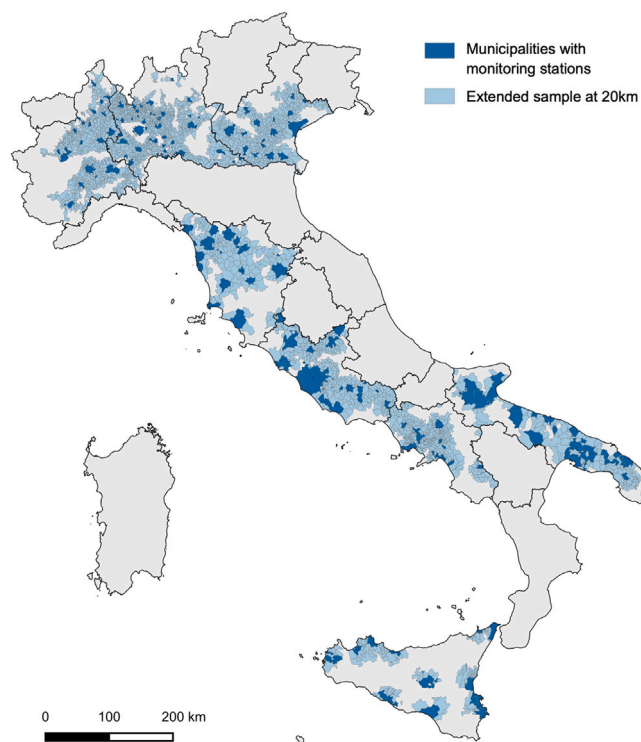 Municipalities with
monitoring stations
Extended sample at 20km
0 100 200 km